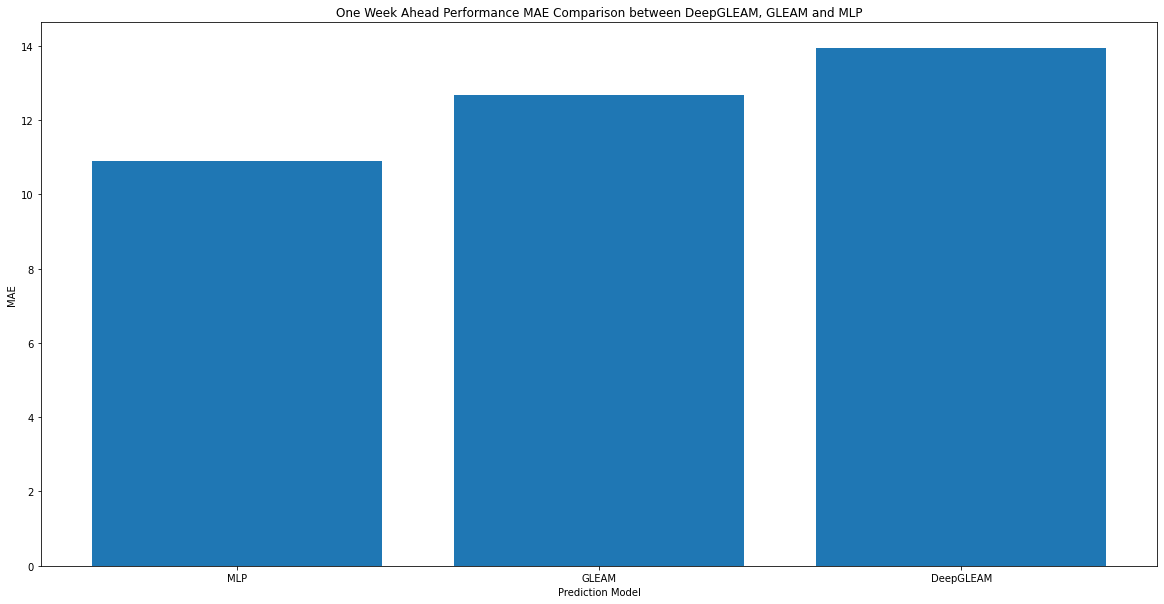 One Week Ahead Performance MAE Comparison between DeepGLEAM, GLEAM and MLP
14
12
10
8
6
4
2
0
MAE
MLP GLEAM DeepGLEAM
Prediction Model